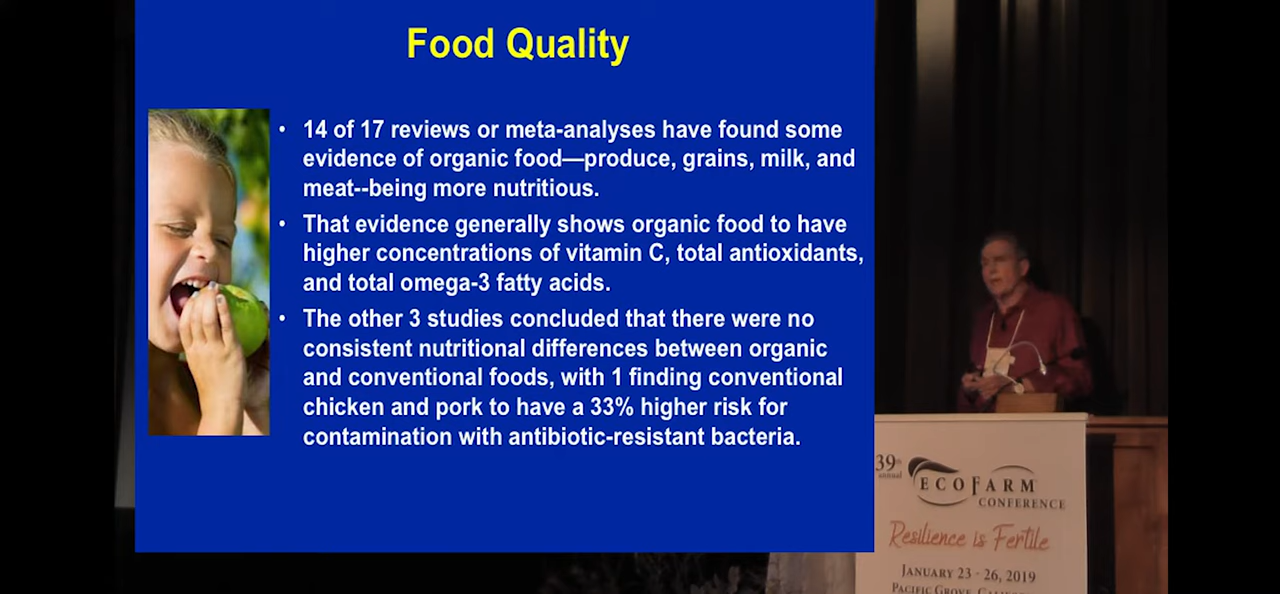 Food Quality
• 14 of 17 reviews or meta-analyses have found some
evidence of organic food—produce, grains, milk, and
meat--being more nutritious.
• That evidence generally shows organic food to have
higher concentrations of vitamin C, total antioxidants,
and total omega-3 fatty acids.
• The other 3 studies concluded that there were no
consistent nutritional differences between organic
and conventional foods, with 1 finding conventional
chicken and pork to have a 33% higher risk for
contamination with antibiotic-resistant bacteria.
39th
annual
ECOFARM
CONFERENCE
Resilience is Fertile
JANUARY 23 - 26, 2019
PACIFIC GROVE,